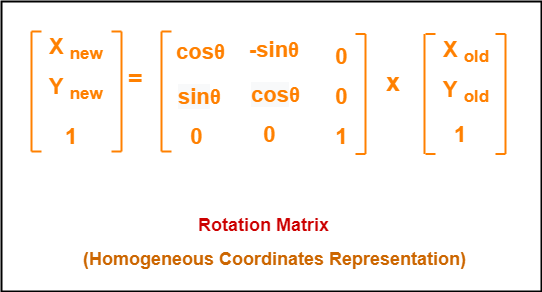 X new = cosθ -sinθ 0 x X old
Y new sinθ cosθ 0 Y old
1 0 0 1 1
Rotation Matrix
(Homogeneous Coordinates Representation)